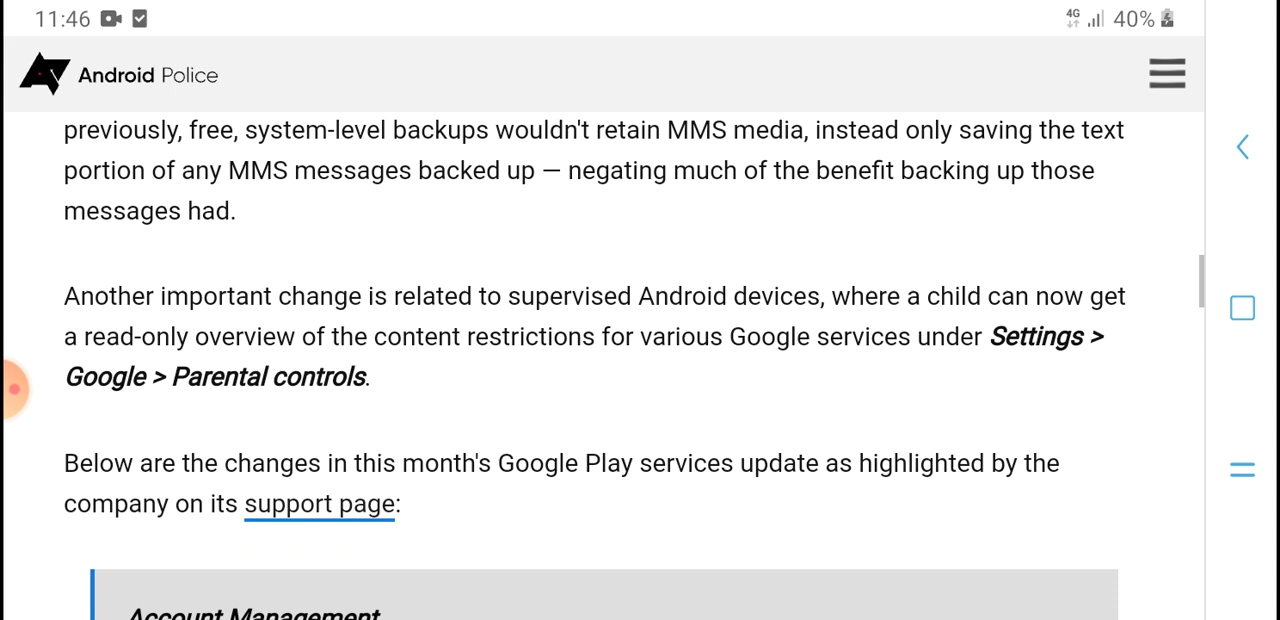 11:46
4G 40%
Android Police
previously, free, system-level backups wouldn't retain MMS media, instead only saving the text
portion of any MMS messages backed up — negating much of the benefit backing up those
messages had.
Another important change is related to supervised Android devices, where a child can now get
a read-only overview of the content restrictions for various Google services under Settings >
Google > Parental controls.
Below are the changes in this month's Google Play services update as highlighted by the
company on its support page:
Account Management